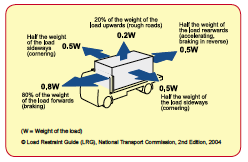 20% of the weight of the
load upwards (rough roads)
0.2W
Half the weight
of the load rearwards
(accelerating,
braking in reverse)
0,5W
Half the weight
of the load
sideways
(cornering)
0.5W
0,8W
80% of the weight of the
load forwards
(braking)
0,5W
Half the weight
of the load
sideways
(cornering)
(W = Weight of the load)
© Load Restraint Guide (LRG), National Transport Commission, 2nd Edition, 2004